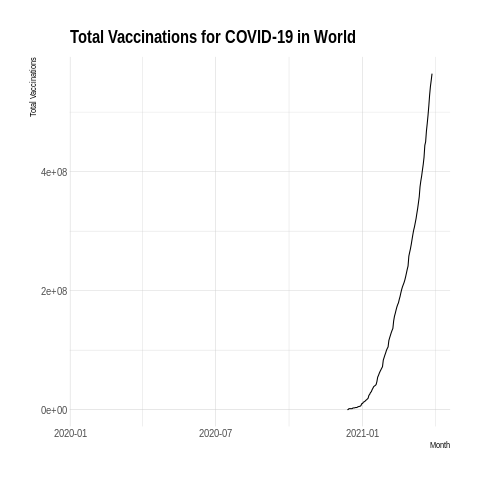 Total Vaccinations for COVID-19 in World
Total Vaccinations
4e+08
2e+08
0e+00
2020-01 2020-07 2021-01
Month